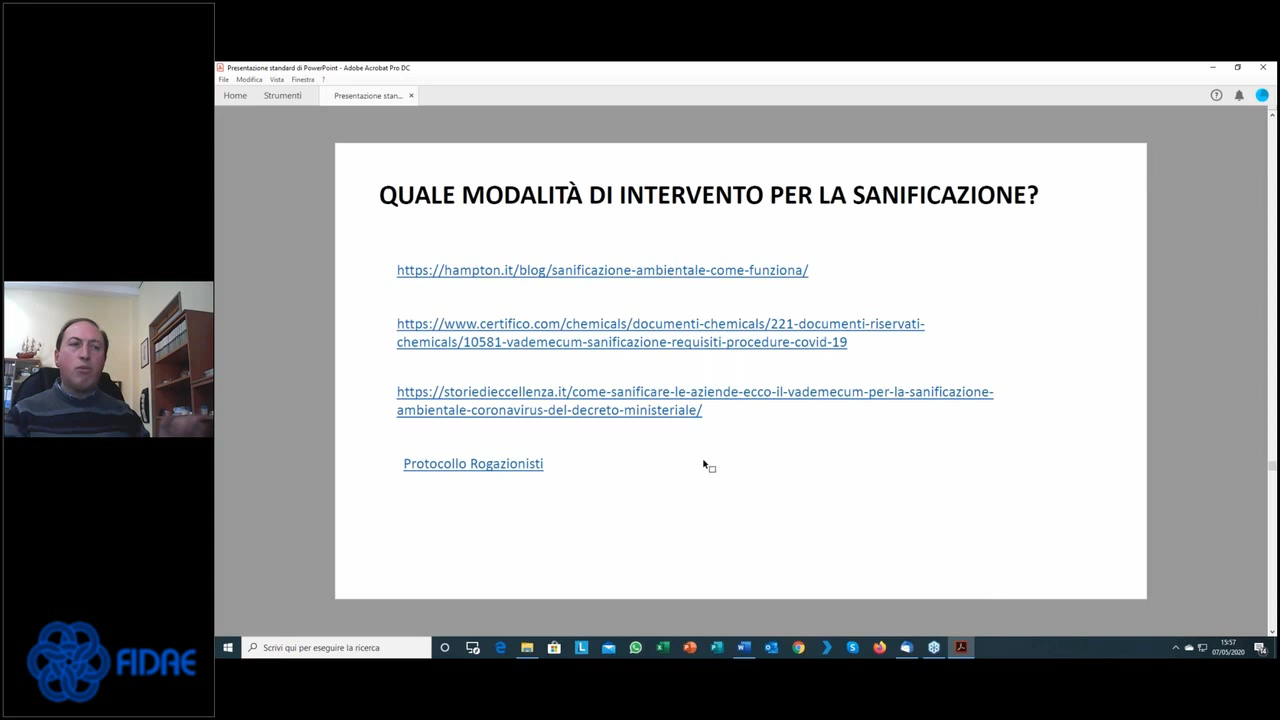 Presentazione standard di PowerPoint - Adobe Acrobat Pro DC
File Modifica Vista Finestra ?
Home Strumenti Presentazione stan... ×
QUALE MODALITÀ DI INTERVENTO PER LA SANIFICAZIONE?
https://hampton.it/blog/sanificazione-ambientale-come-funziona/
https://www.certifico.com/chemicals/documenti-chemicals/221-documenti-riservati-
chemicals/10581-vademecum-sanificazione-requisiti-procedure-covid-19
https://storiedieccellenza.it/come-sanificare-le-aziende-ecco-il-vademecum-per-la-sanificazione-
ambientale-coronavirus-del-decreto-ministeriale/
Protocollo Rogazionisti
FIDAE
Scrivi qui per eseguire la ricerca
15:57
07/05/2020